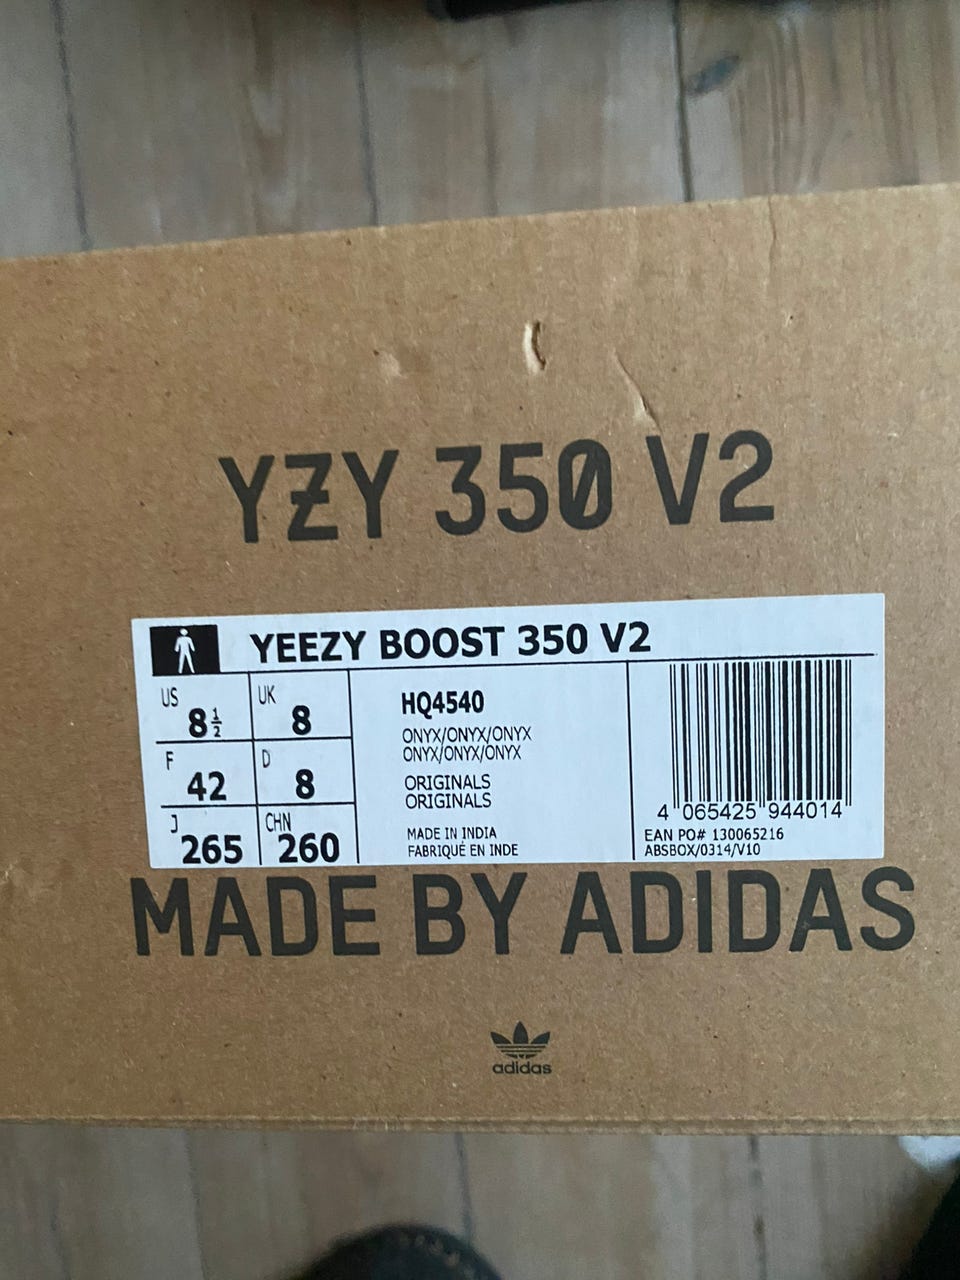 YZY 350 V2
YEEZY BOOST 350 V2
US 8½ UK 8
F 42 D 8
J 265 CHN 260
HQ4540
ONYX/ONYX/ONYX
ONYX/ONYX/ONYX
ORIGINALS
ORIGINALS
MADE IN INDIA
FABRIQUÉ EN INDE
4 065425 944014
EAN PO# 130065216
ABSBOX/0314/V10
MADE BY ADIDAS
adidas